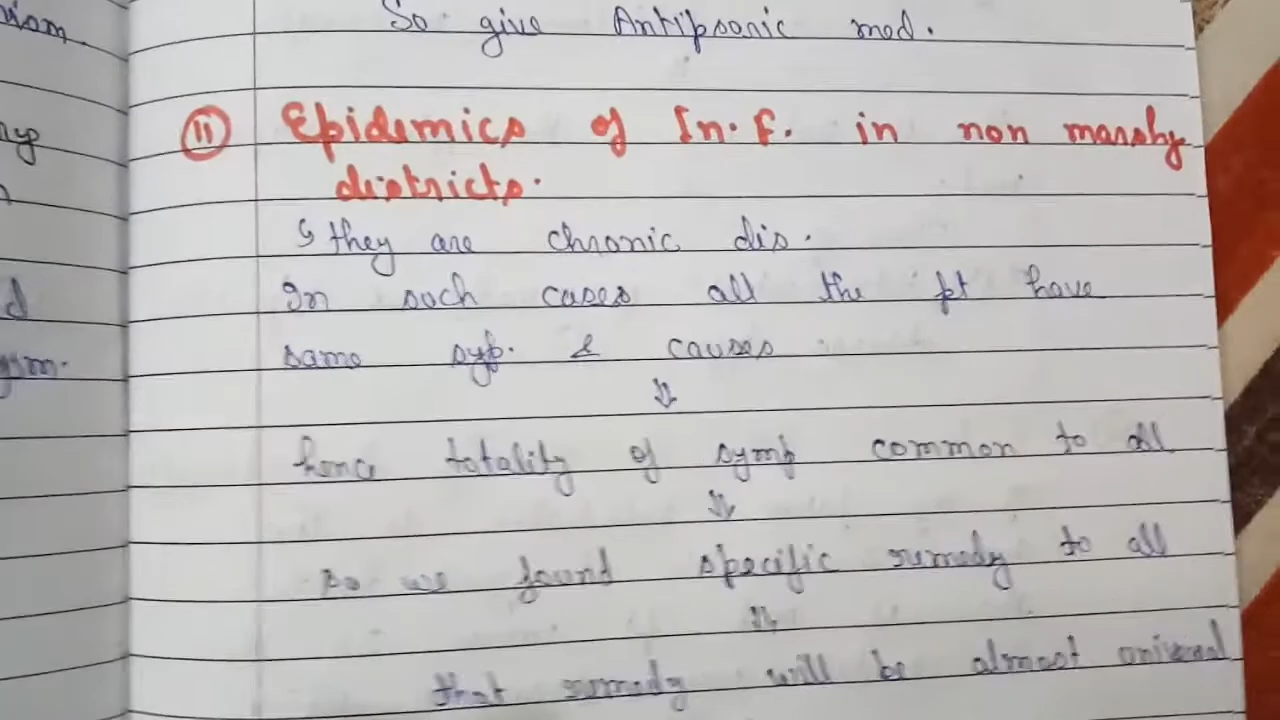 So give Antipsoric med.
(11) Epidemics of In. F. in non marshy
districts.
↳ they are chronic dis.
In such cases all the pt have
same syp. & causes
⇓
hence totality of symp common to all
⇓
so we found specific remedy to all
⇓
that remedy will be almost